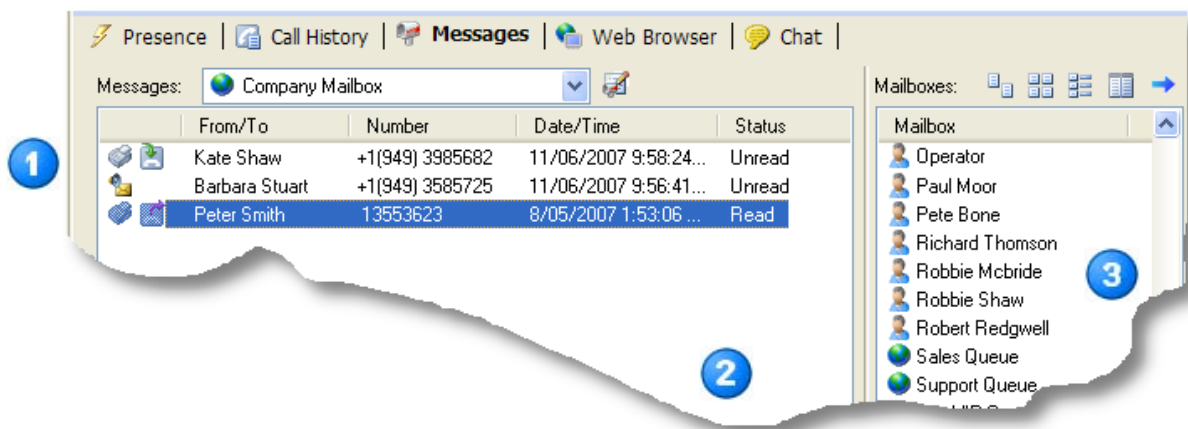 Presence | Call History | Messages | Web Browser | Chat |
Messages: Company Mailbox
From/To Number Date/Time Status
Kate Shaw +1(949) 3985682 11/06/2007 9:58:24... Unread
Barbara Stuart +1(949) 3585725 11/06/2007 9:56:41... Unread
Peter Smith 13553623 8/05/2007 1:53:06 ... Read
Mailboxes:
Mailbox
Operator
Paul Moor
Pete Bone
Richard Thomson
Robbie Mcbride
Robbie Shaw
Robert Redgwell
Sales Queue
Support Queue
1
2
3